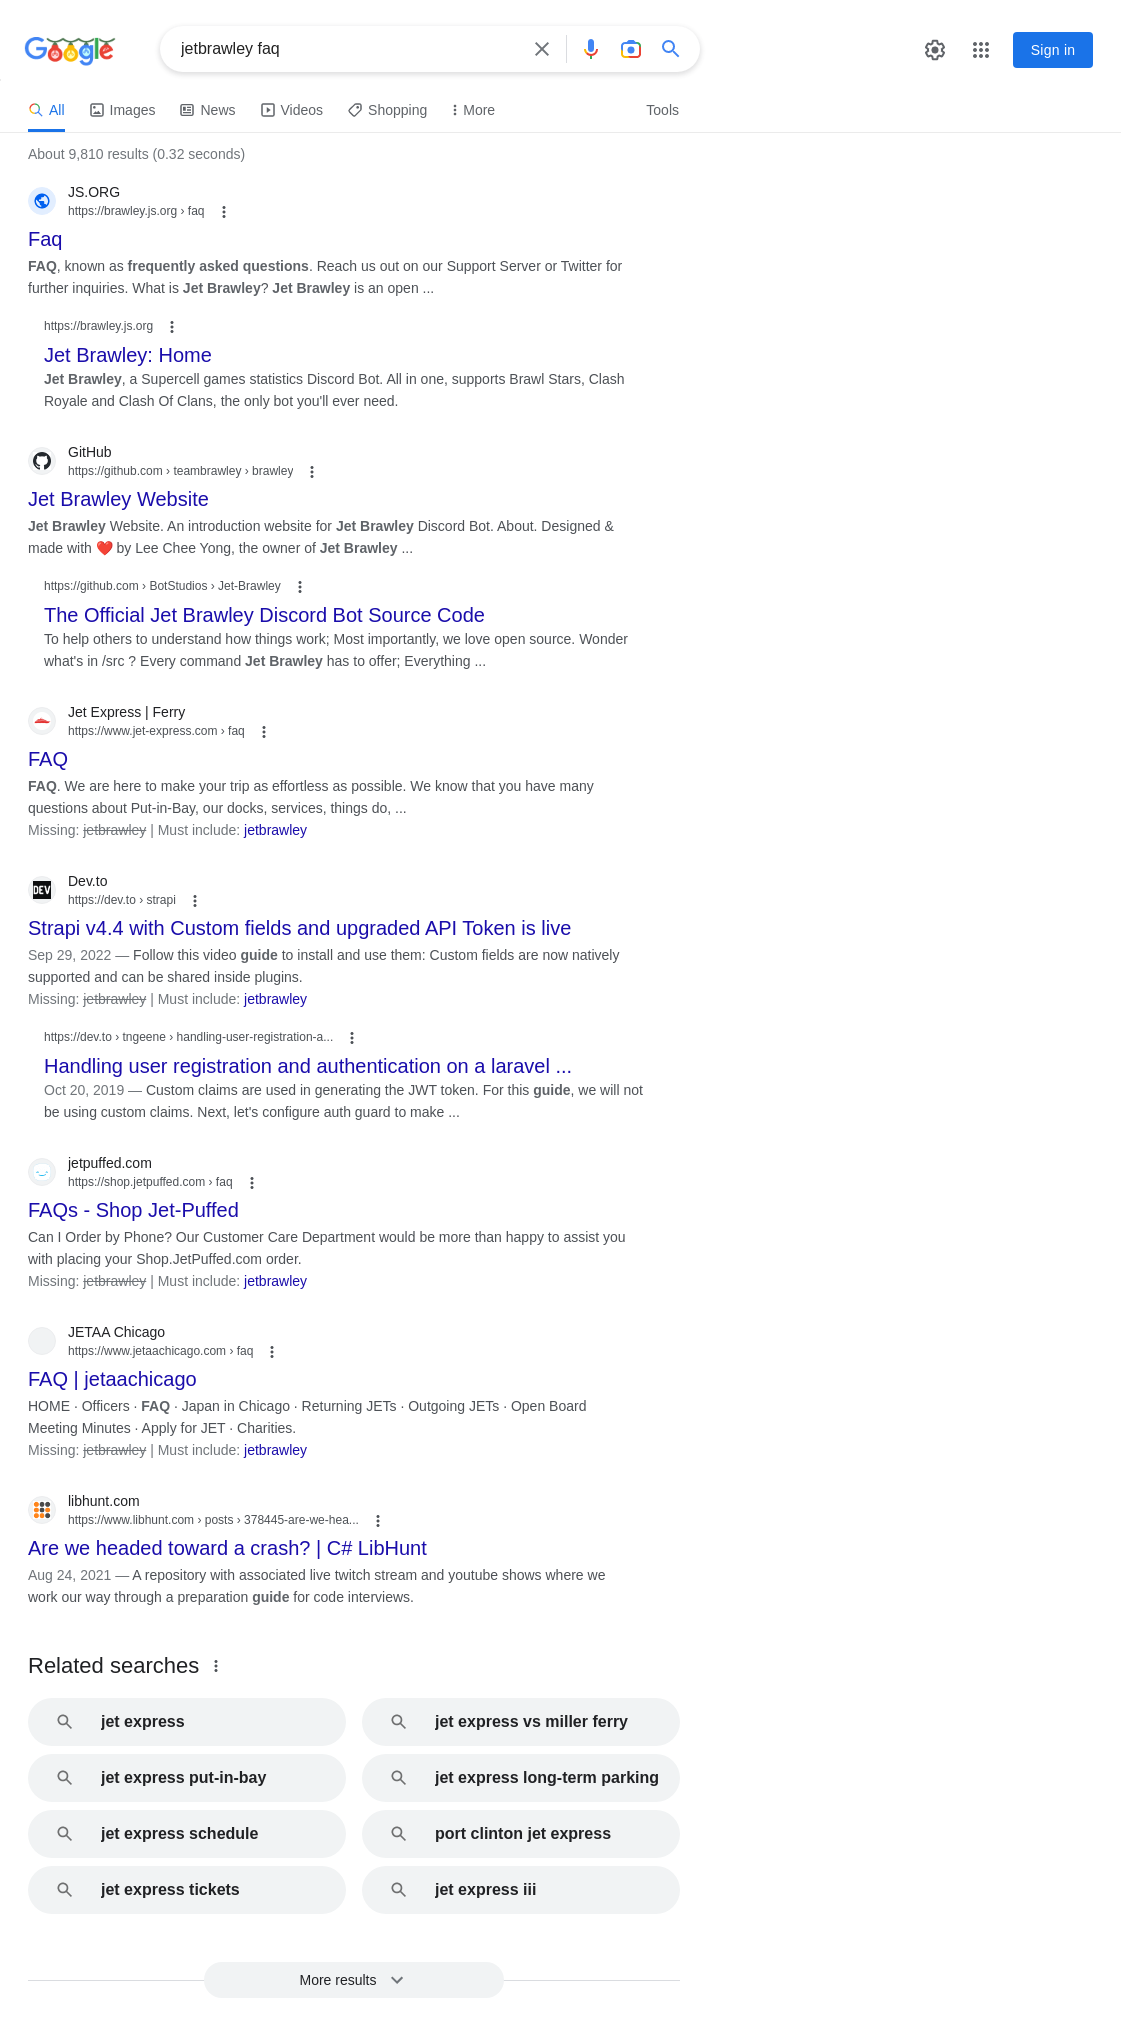 Google
jetbrawley faq
Sign in
All
Images
News
Videos
Shopping
More
Tools
About 9,810 results (0.32 seconds)
JS.ORG
https://brawley.js.org › faq
Faq
FAQ, known as frequently asked questions. Reach us out on our Support Server or Twitter for
further inquiries. What is Jet Brawley? Jet Brawley is an open ...
https://brawley.js.org
Jet Brawley: Home
Jet Brawley, a Supercell games statistics Discord Bot. All in one, supports Brawl Stars, Clash
Royale and Clash Of Clans, the only bot you'll ever need.
GitHub
https://github.com › teambrawley › brawley
Jet Brawley Website
Jet Brawley Website. An introduction website for Jet Brawley Discord Bot. About. Designed &
made with ❤️ by Lee Chee Yong, the owner of Jet Brawley ...
https://github.com › BotStudios › Jet-Brawley
The Official Jet Brawley Discord Bot Source Code
To help others to understand how things work; Most importantly, we love open source. Wonder
what's in /src ? Every command Jet Brawley has to offer; Everything ...
Jet Express | Ferry
https://www.jet-express.com › faq
FAQ
FAQ. We are here to make your trip as effortless as possible. We know that you have many
questions about Put-in-Bay, our docks, services, things do, ...
Missing: jetbrawley | Must include: jetbrawley
DEV
Dev.to
https://dev.to › strapi
Strapi v4.4 with Custom fields and upgraded API Token is live
Sep 29, 2022 — Follow this video guide to install and use them: Custom fields are now natively
supported and can be shared inside plugins.
Missing: jetbrawley | Must include: jetbrawley
https://dev.to › tngeene › handling-user-registration-a...
Handling user registration and authentication on a laravel ...
Oct 20, 2019 — Custom claims are used in generating the JWT token. For this guide, we will not
be using custom claims. Next, let's configure auth guard to make ...
jetpuffed.com
https://shop.jetpuffed.com › faq
FAQs - Shop Jet-Puffed
Can I Order by Phone? Our Customer Care Department would be more than happy to assist you
with placing your Shop.JetPuffed.com order.
Missing: jetbrawley | Must include: jetbrawley
JETAA Chicago
https://www.jetaachicago.com › faq
FAQ | jetaachicago
HOME · Officers · FAQ · Japan in Chicago · Returning JETs · Outgoing JETs · Open Board
Meeting Minutes · Apply for JET · Charities.
Missing: jetbrawley | Must include: jetbrawley
libhunt.com
https://www.libhunt.com › posts › 378445-are-we-hea...
Are we headed toward a crash? | C# LibHunt
Aug 24, 2021 — A repository with associated live twitch stream and youtube shows where we
work our way through a preparation guide for code interviews.
Related searches
jet express
jet express vs miller ferry
jet express put-in-bay
jet express long-term parking
jet express schedule
port clinton jet express
jet express tickets
jet express iii
More results